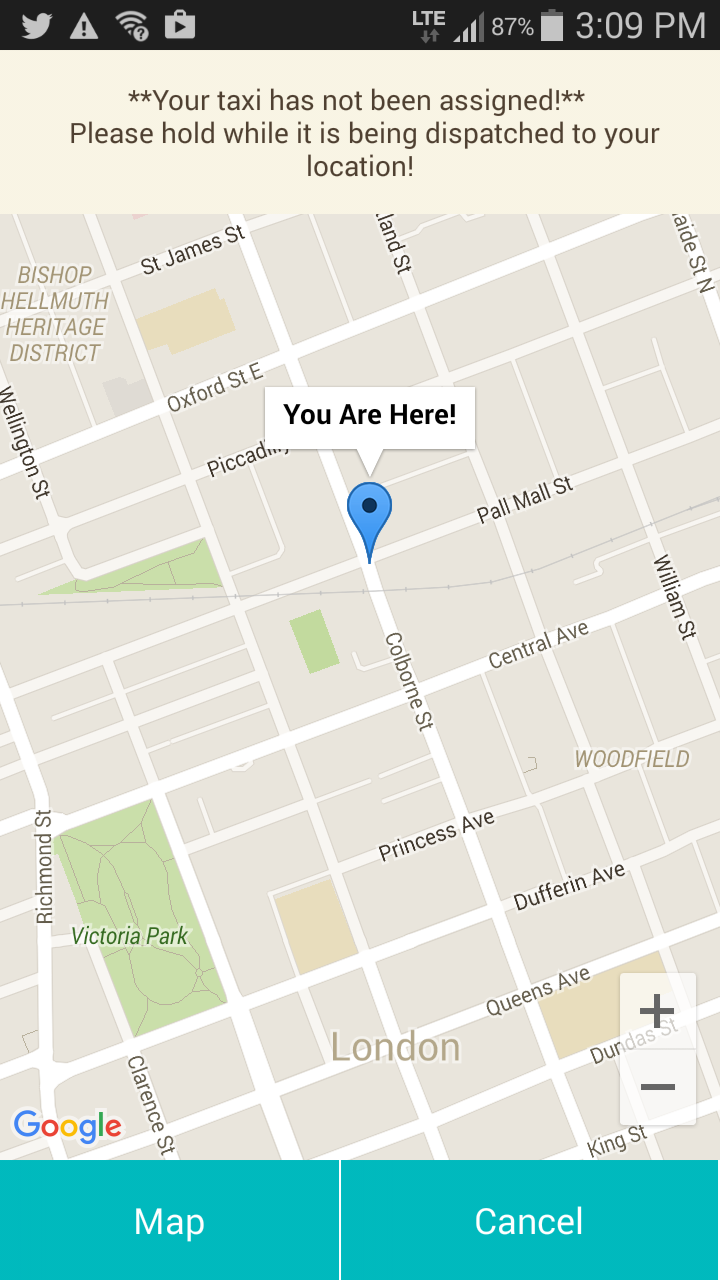 LTE 87% 3:09 PM
**Your taxi has not been assigned!**
Please hold while it is being dispatched to your
location!
St James St
land St
aide St N
BISHOP
HELLMUTH
HERITAGE
DISTRICT
Oxford St E
Wellington St
You Are Here!
Piccadilly
Pall Mall St
William St
Central Ave
Colborne St
WOODFIELD
Princess Ave
Richmond St
Dufferin Ave
Victoria Park
Queens Ave
London
Dundas St
Clarence St
Google
King St
Map Cancel